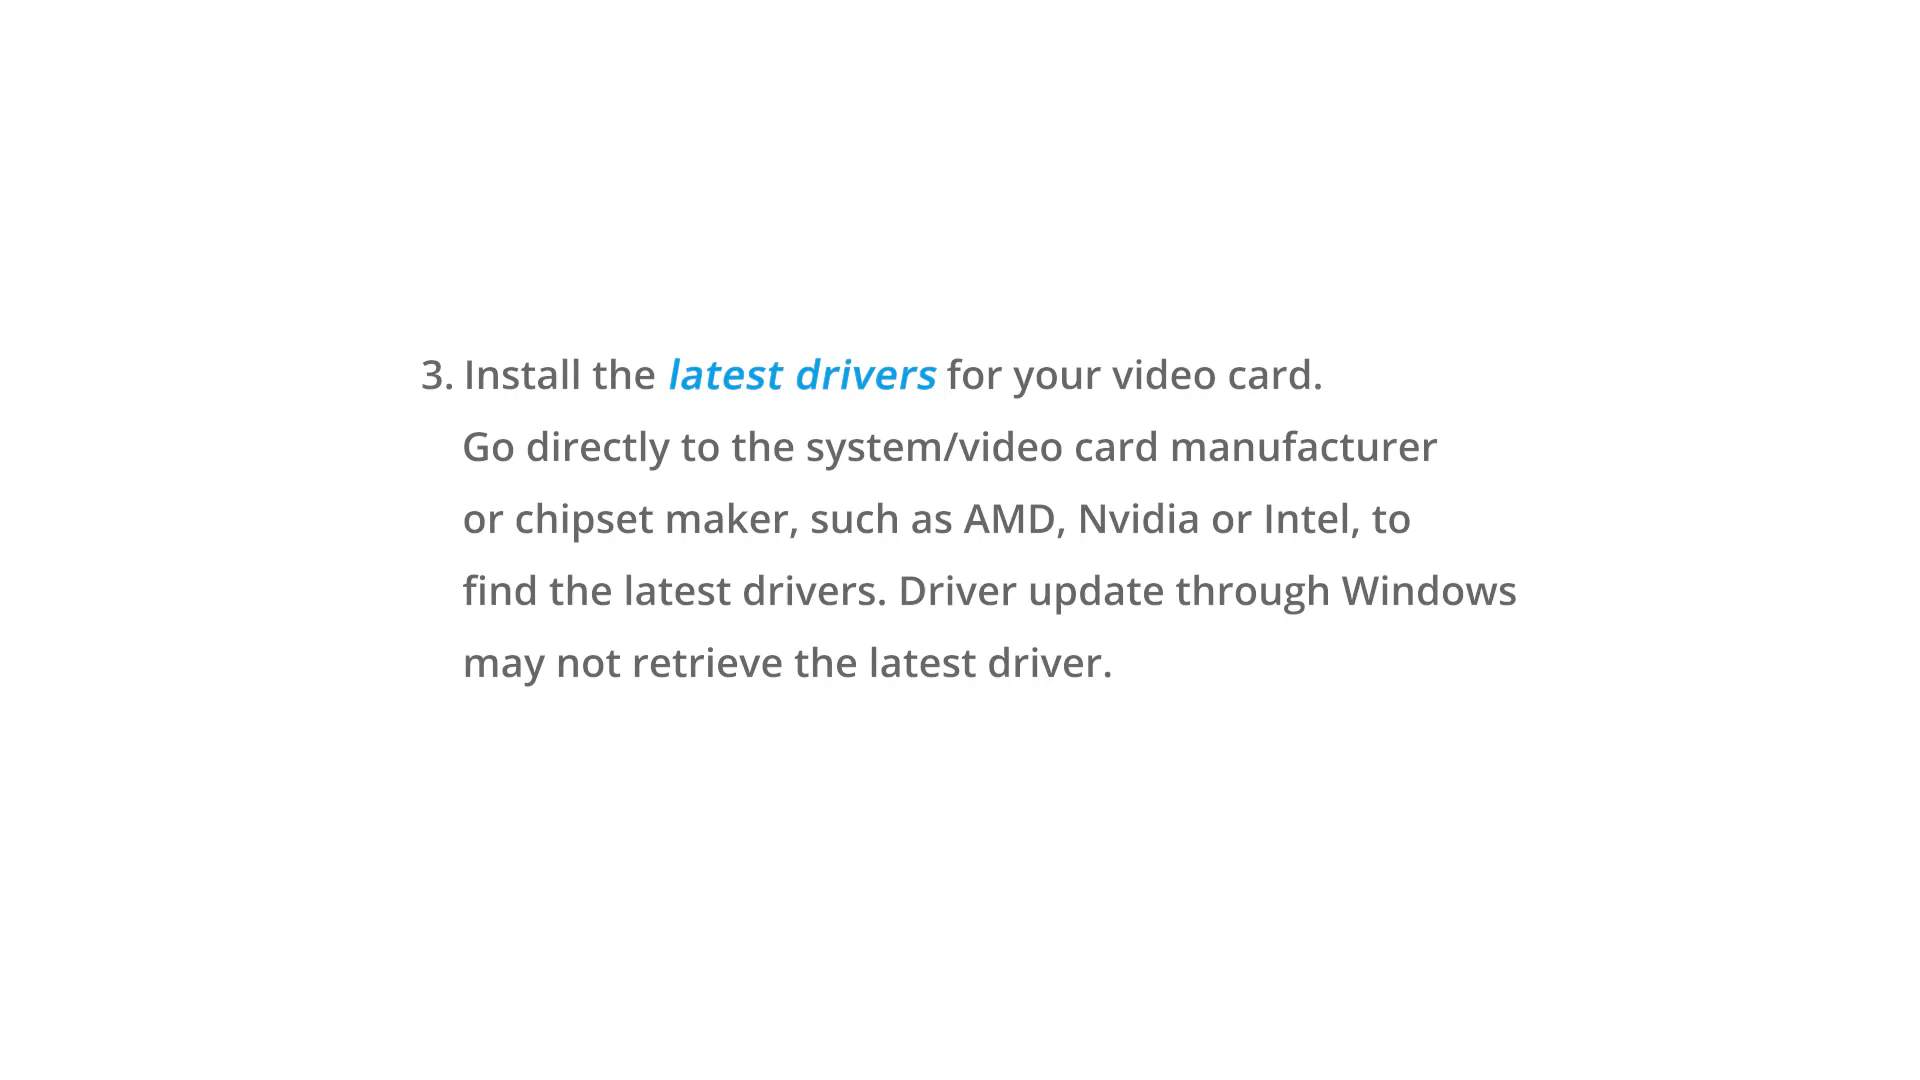 3. Install the latest drivers for your video card.
Go directly to the system/video card manufacturer
or chipset maker, such as AMD, Nvidia or Intel, to
find the latest drivers. Driver update through Windows
may not retrieve the latest driver.